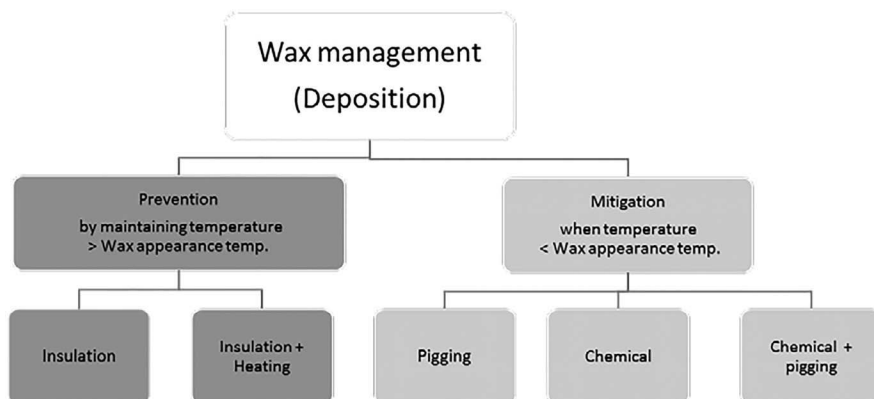 Wax management
(Deposition)
Prevention
by maintaining temperature
> Wax appearance temp.
Mitigation
when temperature
< Wax appearance temp.
Insulation
Insulation +
Heating
Pigging
Chemical
Chemical +
pigging